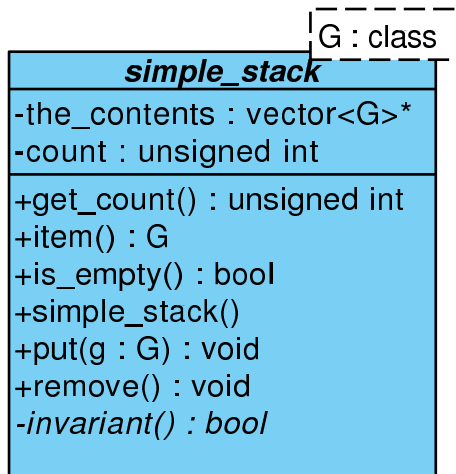 G : class
simple_stack
-the_contents : vector<G>*
-count : unsigned int
+get_count() : unsigned int
+item() : G
+is_empty() : bool
+simple_stack()
+put(g : G) : void
+remove() : void
-invariant() : bool